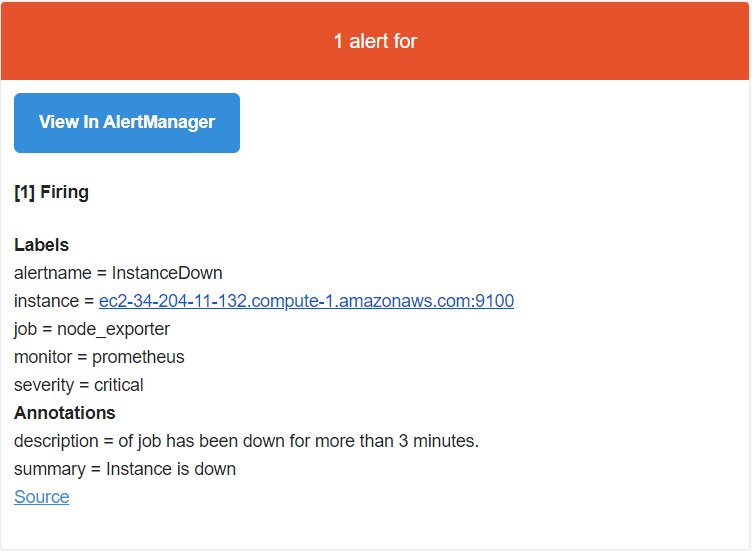 1 alert for
View In AlertManager
[1] Firing
Labels
alertname = InstanceDown
instance = ec2-34-204-11-132.compute-1.amazonaws.com:9100
job = node_exporter
monitor = prometheus
severity = critical
Annotations
description = of job has been down for more than 3 minutes.
summary = Instance is down
Source